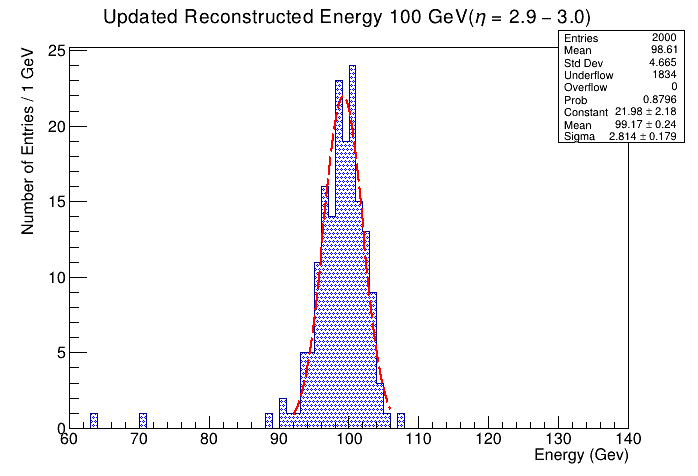 Updated Reconstructed Energy 100 GeV(η = 2.9 − 3.0)
Entries 2000
Mean 98.61
Std Dev 4.665
Underflow 1834
Overflow 0
Prob 0.8796
Constant 21.98 ± 2.18
Mean 99.17 ± 0.24
Sigma 2.814 ± 0.179
Number of Entries / 1 GeV
25
20
15
10
5
0
60 70 80 90 100 110 120 130 140
Energy (Gev)